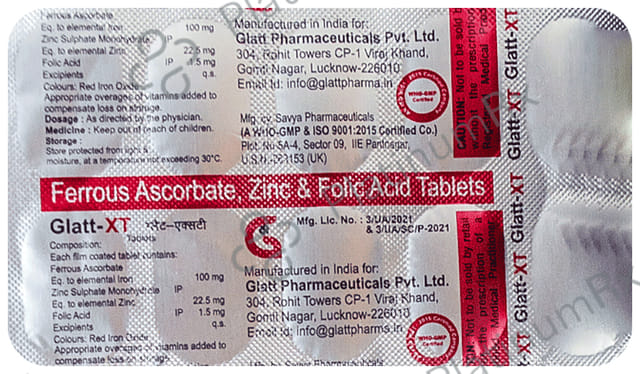 Ferrous Ascorbate
Eq. to elemental Iron 100 mg
Zinc Sulphate Monohydrate IP
Eq. to elemental Zinc 22.5 mg
Folic Acid IP 1.5 mg
Excipients q.s.
Colours: Red Iron Oxide
Appropriate overages of vitamins added to
compensate loss on storage.
Dosage : As directed by the physician.
Medicine : Keep out of reach of children.
Storage :
Store protected from light &
moisture, at a temperature not exceeding 30°C.
Manufactured in India for:
Glatt Pharmaceuticals Pvt. Ltd.
304, Rohit Towers CP-1 Viraj Khand,
Gomti Nagar, Lucknow-226010
Email Id: info@glattpharma.in
Mfg. by Savya Pharmaceuticals
(A WHO-GMP & ISO 9001:2015 Certified Co.)
Plot No 5A-4, Sector 09, IIE Pantnagar,
U.S.N.-263153 (UK)
WHO-GMP
Certified
CAUTION: Not to be sold by
without the prescription
Registered Medical
Glatt-XT Glatt-XT Glatt-XT Glatt-XT
Ferrous Ascorbate, Zinc & Folic Acid Tablets
Glatt-XT ग्लैट-एक्सटी
Tablets
Composition:
Each film coated tablet contains:
Ferrous Ascorbate
Eq. to elemental Iron 100 mg
Zinc Sulphate Monohydrate IP
Eq. to elemental Zinc 22.5 mg
Folic Acid IP 1.5 mg
Excipients q.s.
Colours: Red Iron Oxide
Appropriate overages of vitamins added to
compensate loss on storage.
Mfg. Lic. No. : 3/UA/2021
& 3/UA/SC/P-2021
Manufactured in India for:
Glatt Pharmaceuticals Pvt. Ltd.
304, Rohit Towers CP-1 Viraj Khand,
Gomti Nagar, Lucknow-226010
Email Id: info@glattpharms.in
Mfg. by Savya Pharmaceuticals
WHO-GMP
Certified
Not to be sold by retail
the prescription of a
Medical Practitioner